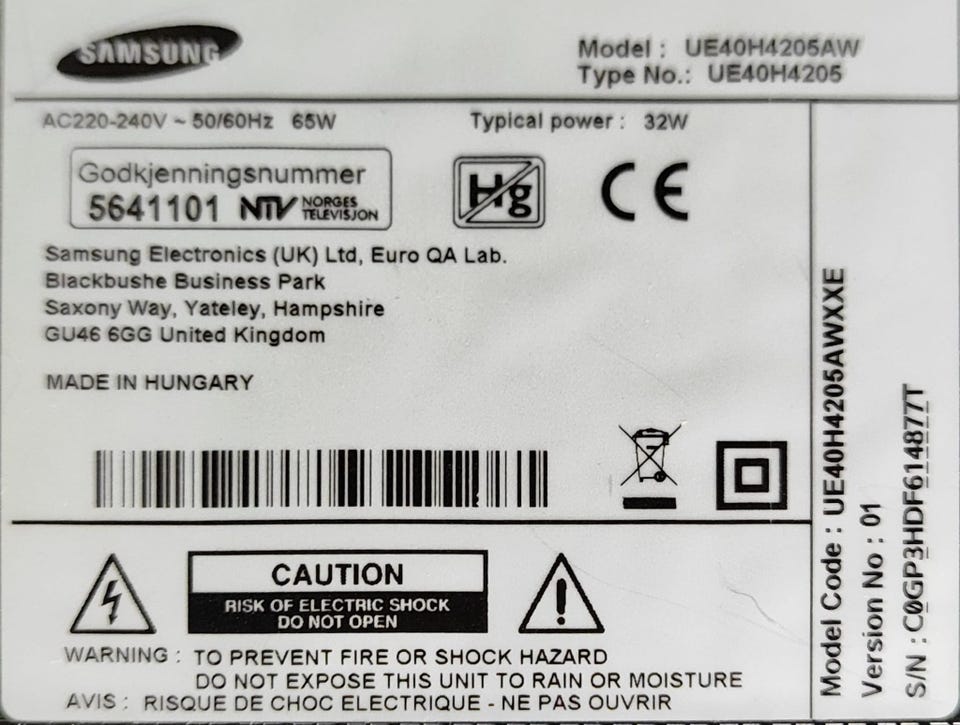 SAMSUNG
Model : UE40H4205AW
Type No.: UE40H4205
AC220-240V ~ 50/60Hz 65W
Typical power : 32W
Godkjenningsnummer
5641101 NTV NORGES
TELEVISJON
Hg
CE
Samsung Electronics (UK) Ltd, Euro QA Lab.
Blackbushe Business Park
Saxony Way, Yateley, Hampshire
GU46 6GG United Kingdom
MADE IN HUNGARY
CAUTION
RISK OF ELECTRIC SHOCK
DO NOT OPEN
WARNING : TO PREVENT FIRE OR SHOCK HAZARD
DO NOT EXPOSE THIS UNIT TO RAIN OR MOISTURE
AVIS : RISQUE DE CHOC ELECTRIQUE - NE PAS OUVRIR
Model Code : UE40H4205AWXXE
Version No : 01
S/N : C0GP3HDF614877T